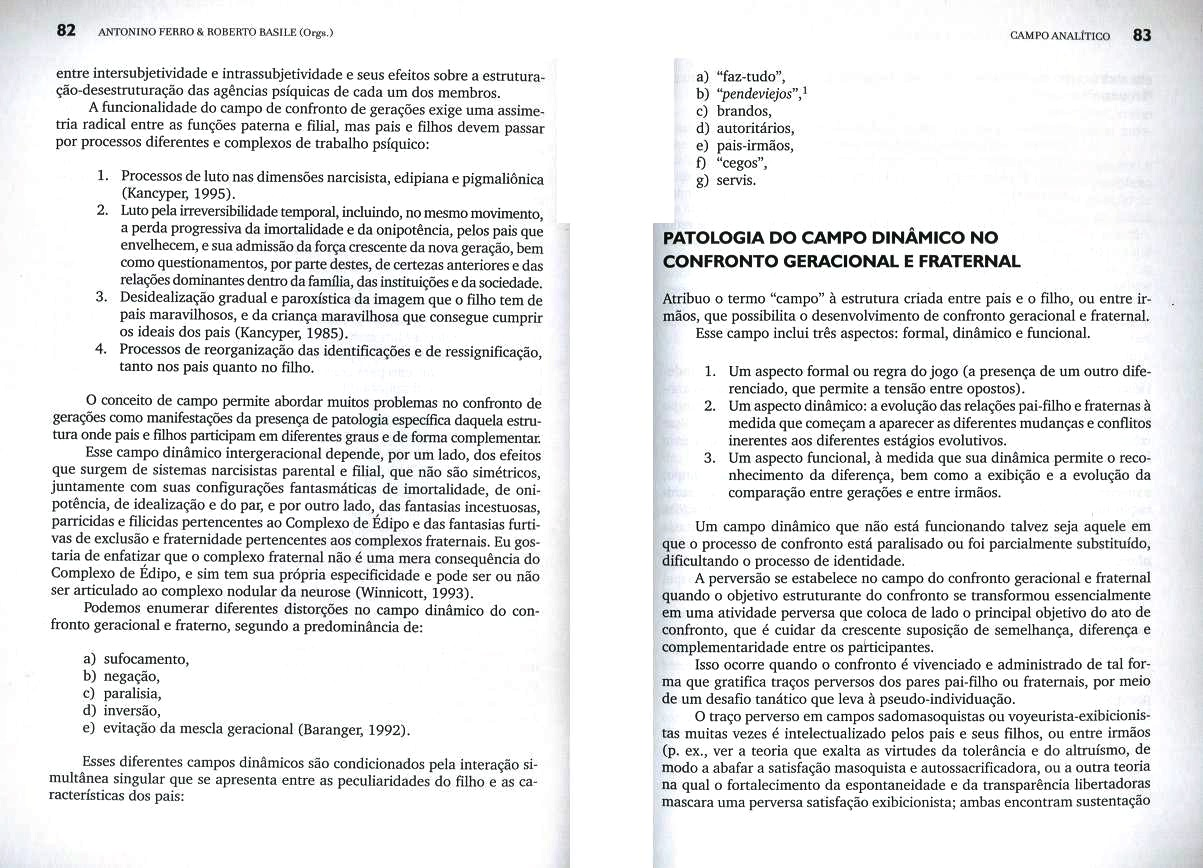 82 ANTONINO FERRO & ROBERTO BASILE (Orgs.)
entre intersubjetividade e intrassubjetividade e seus efeitos sobre a estrutura-
ção-desestruturação das agências psíquicas de cada um dos membros.
A funcionalidade do campo de confronto de gerações exige uma assime-
tria radical entre as funções paterna e filial, mas pais e filhos devem passar
por processos diferentes e complexos de trabalho psíquico:
1. Processos de luto nas dimensões narcisista, edipiana e pigmaliônica
(Kancyper, 1995).
2. Luto pela irreversibilidade temporal, incluindo, no mesmo movimento,
a perda progressiva da imortalidade e da onipotência, pelos pais que
envelhecem, e sua admissão da força crescente da nova geração, bem
como questionamentos, por parte destes, de certezas anteriores e das
relações dominantes dentro da família, das instituições e da sociedade.
3. Desidealização gradual e paroxística da imagem que o filho tem de
pais maravilhosos, e da criança maravilhosa que consegue cumprir
os ideais dos pais (Kancyper, 1985).
4. Processos de reorganização das identificações e de ressignificação,
tanto nos pais quanto no filho.
O conceito de campo permite abordar muitos problemas no confronto de
gerações como manifestações da presença de patologia específica daquela estru-
tura onde pais e filhos participam em diferentes graus e de forma complementar.
Esse campo dinâmico intergeracional depende, por um lado, dos efeitos
que surgem de sistemas narcisistas parental e filial, que não são simétricos,
juntamente com suas configurações fantasmáticas de imortalidade, de oni-
potência, de idealização e do par, e por outro lado, das fantasias incestuosas,
parricidas e filicidas pertencentes ao Complexo de Édipo e das fantasias furti-
vas de exclusão e fraternidade pertencentes aos complexos fraternais. Eu gos-
taria de enfatizar que o complexo fraternal não é uma mera consequência do
Complexo de Édipo, e sim tem sua própria especificidade e pode ser ou não
ser articulado ao complexo nodular da neurose (Winnicott, 1993).
Podemos enumerar diferentes distorções no campo dinâmico do con-
fronto geracional e fraterno, segundo a predominância de:
a) sufocamento,
b) negação,
c) paralisia,
d) inversão,
e) evitação da mescla geracional (Baranger, 1992).
Esses diferentes campos dinâmicos são condicionados pela interação si-
multânea singular que se apresenta entre as peculiaridades do filho e as ca-
racterísticas dos pais:
CAMPO ANALÍTICO 83
a) “faz-tudo”,
b) “pendeviejos”,1
c) brandos,
d) autoritários,
e) pais-irmãos,
f) “cegos”,
g) servis.
PATOLOGIA DO CAMPO DINÂMICO NO
CONFRONTO GERACIONAL E FRATERNAL
Atribuo o termo “campo” à estrutura criada entre pais e o filho, ou entre ir-
mãos, que possibilita o desenvolvimento de confronto geracional e fraternal.
Esse campo inclui três aspectos: formal, dinâmico e funcional.
1. Um aspecto formal ou regra do jogo (a presença de um outro dife-
renciado, que permite a tensão entre opostos).
2. Um aspecto dinâmico: a evolução das relações pai-filho e fraternas à
medida que começam a aparecer as diferentes mudanças e conflitos
inerentes aos diferentes estágios evolutivos.
3. Um aspecto funcional, à medida que sua dinâmica permite o reco-
nhecimento da diferença, bem como a exibição e a evolução da
comparação entre gerações e entre irmãos.
Um campo dinâmico que não está funcionando talvez seja aquele em
que o processo de confronto está paralisado ou foi parcialmente substituído,
dificultando o processo de identidade.
A perversão se estabelece no campo do confronto geracional e fraternal
quando o objetivo estruturante do confronto se transformou essencialmente
em uma atividade perversa que coloca de lado o principal objetivo do ato de
confronto, que é cuidar da crescente suposição de semelhança, diferença e
complementaridade entre os participantes.
Isso ocorre quando o confronto é vivenciado e administrado de tal for-
ma que gratifica traços perversos dos pares pai-filho ou fraternais, por meio
de um desafio tanático que leva à pseudo-individuação.
O traço perverso em campos sadomasoquistas ou voyeurista-exibicionis-
tas muitas vezes é intelectualizado pelos pais e seus filhos, ou entre irmãos
(p. ex., ver a teoria que exalta as virtudes da tolerância e do altruísmo, de
modo a abafar a satisfação masoquista e autossacrificadora, ou a outra teoria
na qual o fortalecimento da espontaneidade e da transparência libertadoras
mascara uma perversa satisfação exibicionista; ambas encontram sustentação